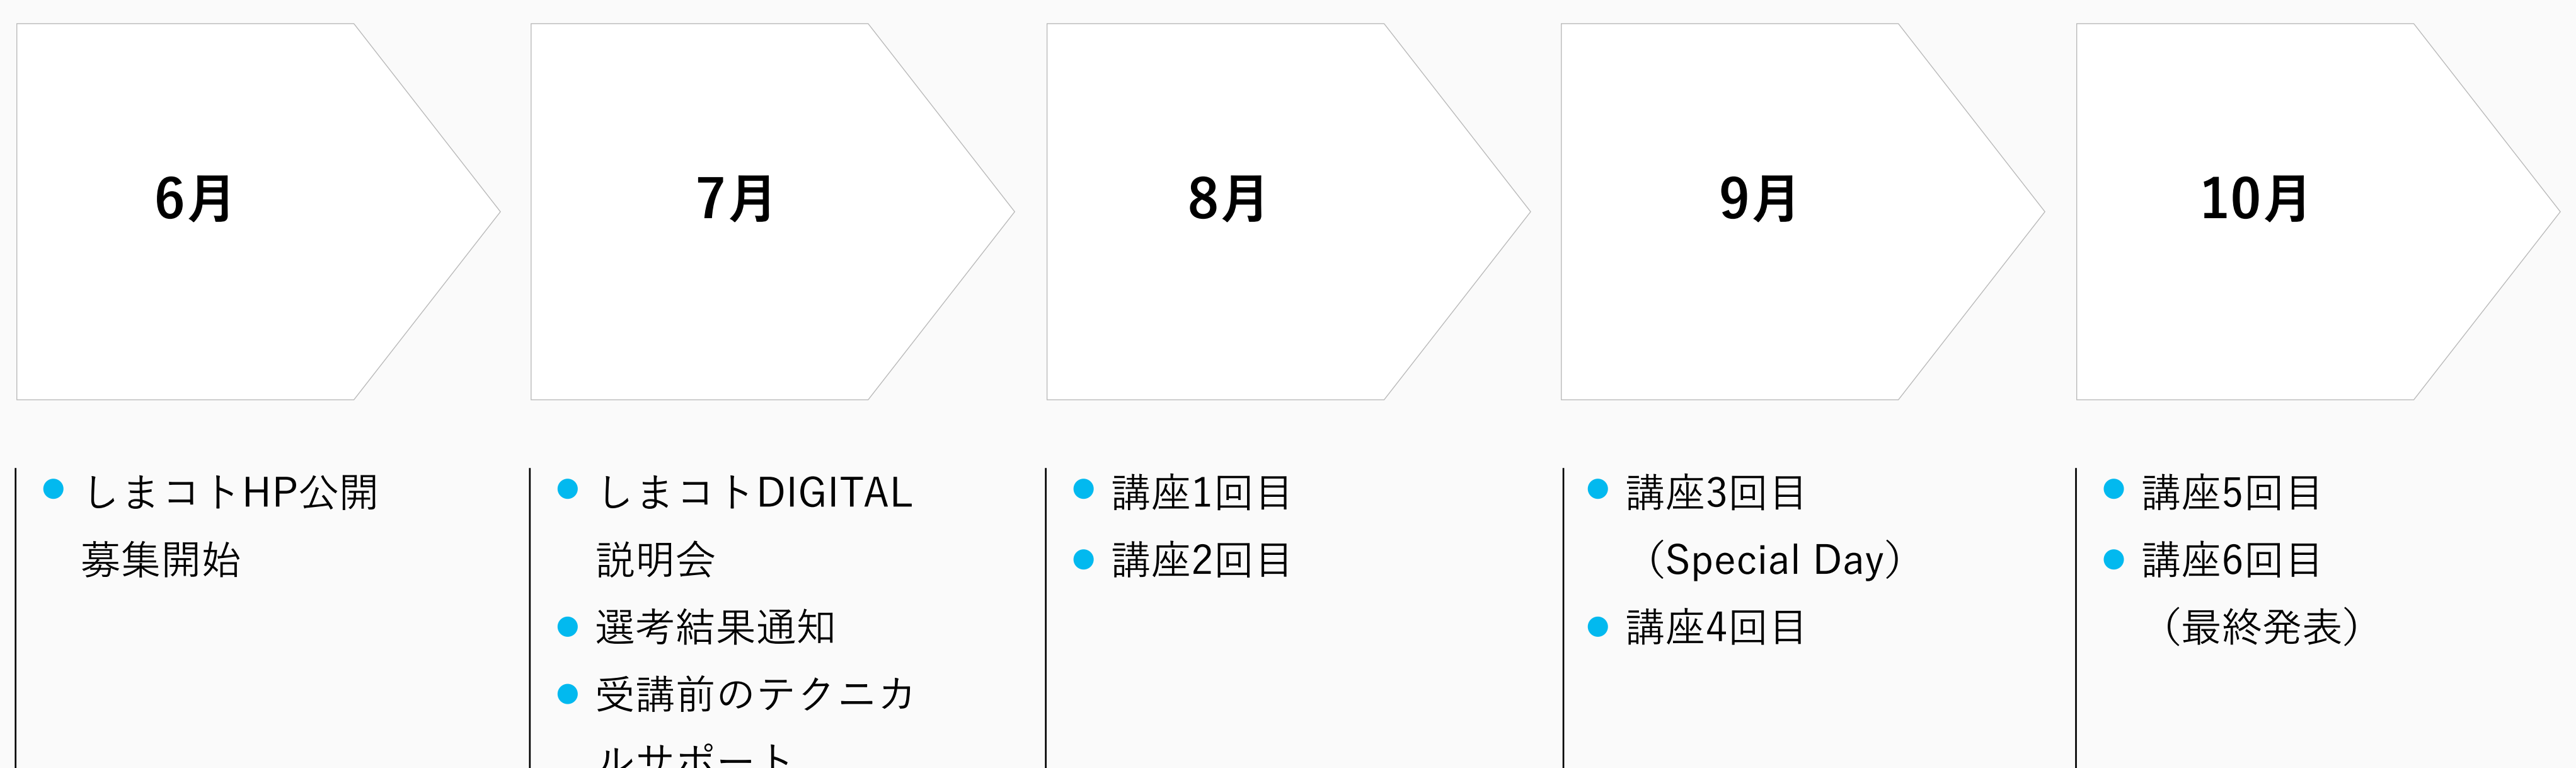 6月
7月
8月
9月
10月
しまコトHP公開
募集開始
しまコトDIGITAL
説明会
選考結果通知
受講前のテクニカ
ルサポート
講座1回目
講座2回目
講座3回目
（Special Day）
講座4回目
講座5回目
講座6回目
（最終発表）